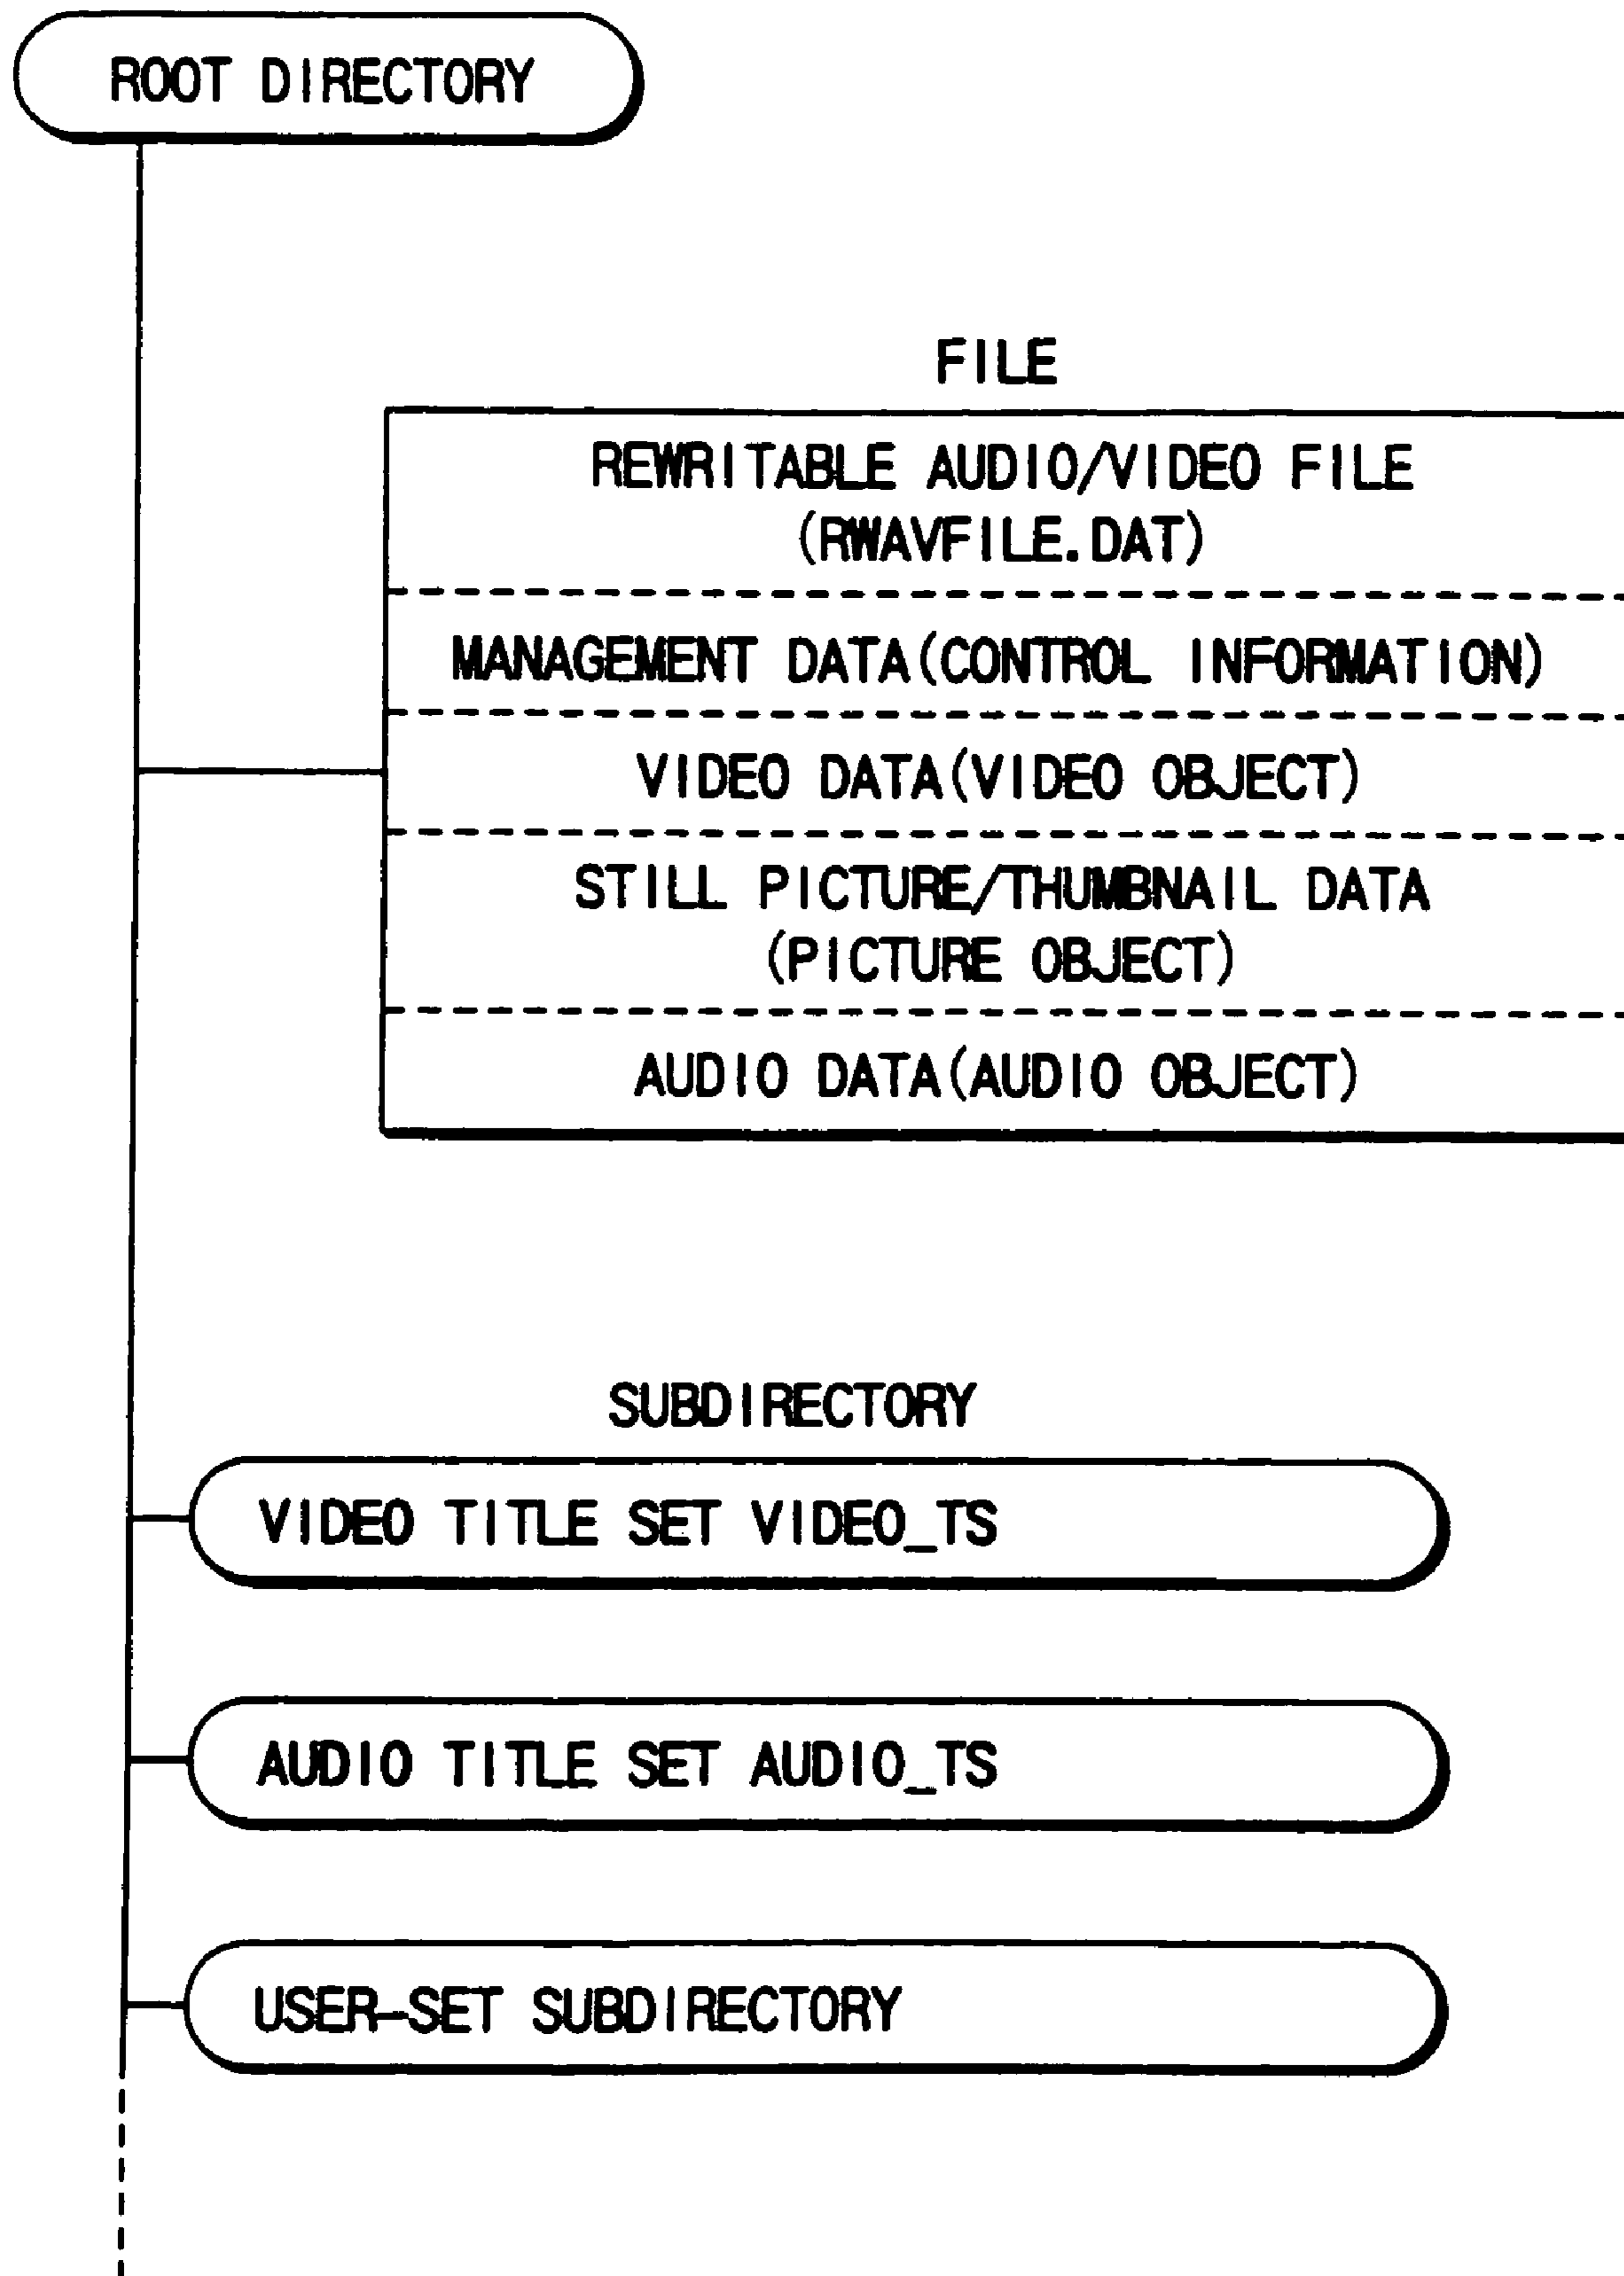 ROOT DIRECTORY
FILE
REWRITABLE AUDIO/VIDEO FILE
(RWAVFILE.DAT)
MANAGEMENT DATA(CONTROL INFORMATION)
VIDEO DATA(VIDEO OBJECT)
STILL PICTURE/THUMBNAIL DATA
(PICTURE OBJECT)
AUDIO DATA(AUDIO OBJECT)
SUBDIRECTORY
VIDEO TITLE SET VIDEO_TS
AUDIO TITLE SET AUDIO_TS
USER-SET SUBDIRECTORY